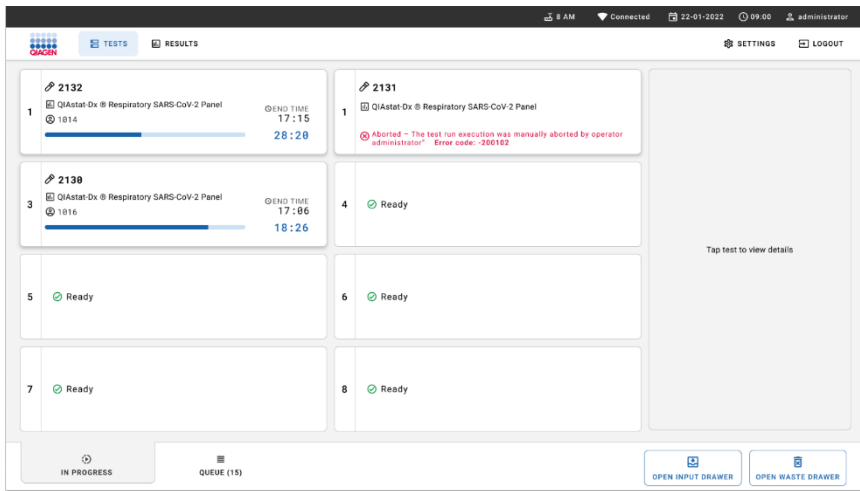 8 AM Connected 22-01-2022 09:00 administrator
QIAGEN TESTS RESULTS SETTINGS LOGOUT
1
2132
QIAstat-Dx ® Respiratory SARS-CoV-2 Panel
1014
END TIME
17:15
28:20
1
2131
QIAstat-Dx ® Respiratory SARS-CoV-2 Panel
Aborted – The test run execution was manually aborted by operator
administrator" Error code: -200102
3
2130
QIAstat-Dx ® Respiratory SARS-CoV-2 Panel
1016
END TIME
17:06
18:26
4 Ready
5 Ready
6 Ready
7 Ready
8 Ready
Tap test to view details
IN PROGRESS
QUEUE (15)
OPEN INPUT DRAWER
OPEN WASTE DRAWER